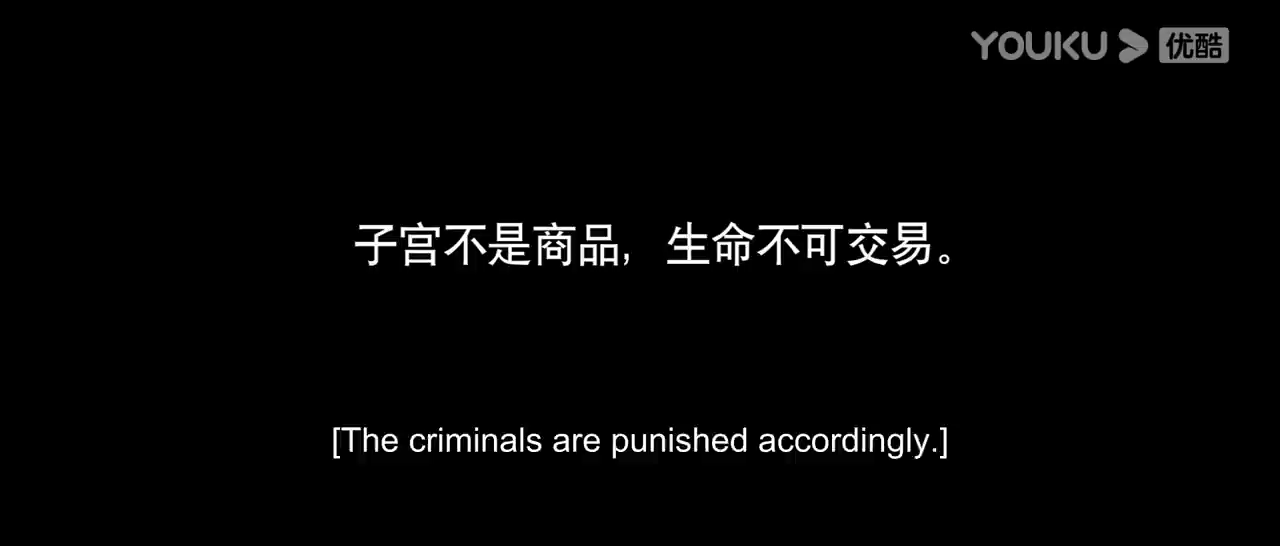 YOUKU 优酷
子宫不是商品，生命不可交易。
[The criminals are punished accordingly.]